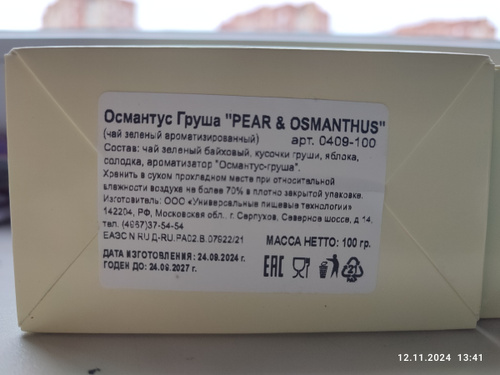 Османтус Груша "PEAR & OSMANTHUS"
(чай зеленый ароматизированный) арт. 0409-100
Состав: чай зеленый байховый, кусочки груши, яблока,
солодка, ароматизатор "Османтус-груша".
Хранить в сухом прохладном месте при относительной
влажности воздуха не более 70% в плотно закрытой упаковке.
Изготовитель: ООО «Универсальные пищевые технологии»
142204, РФ, Московская обл., г. Серпухов, Северное шоссе, д. 14,
тел. (4967)37-54-54
ЕАЭС N RU Д-RU.РА02.В.07922/21
МАССА НЕТТО: 100 гр.
ДАТА ИЗГОТОВЛЕНИЯ: 24.09.2024 г.
ГОДЕН ДО: 24.09.2027 г.
EAC
21
12.11.2024 13:41